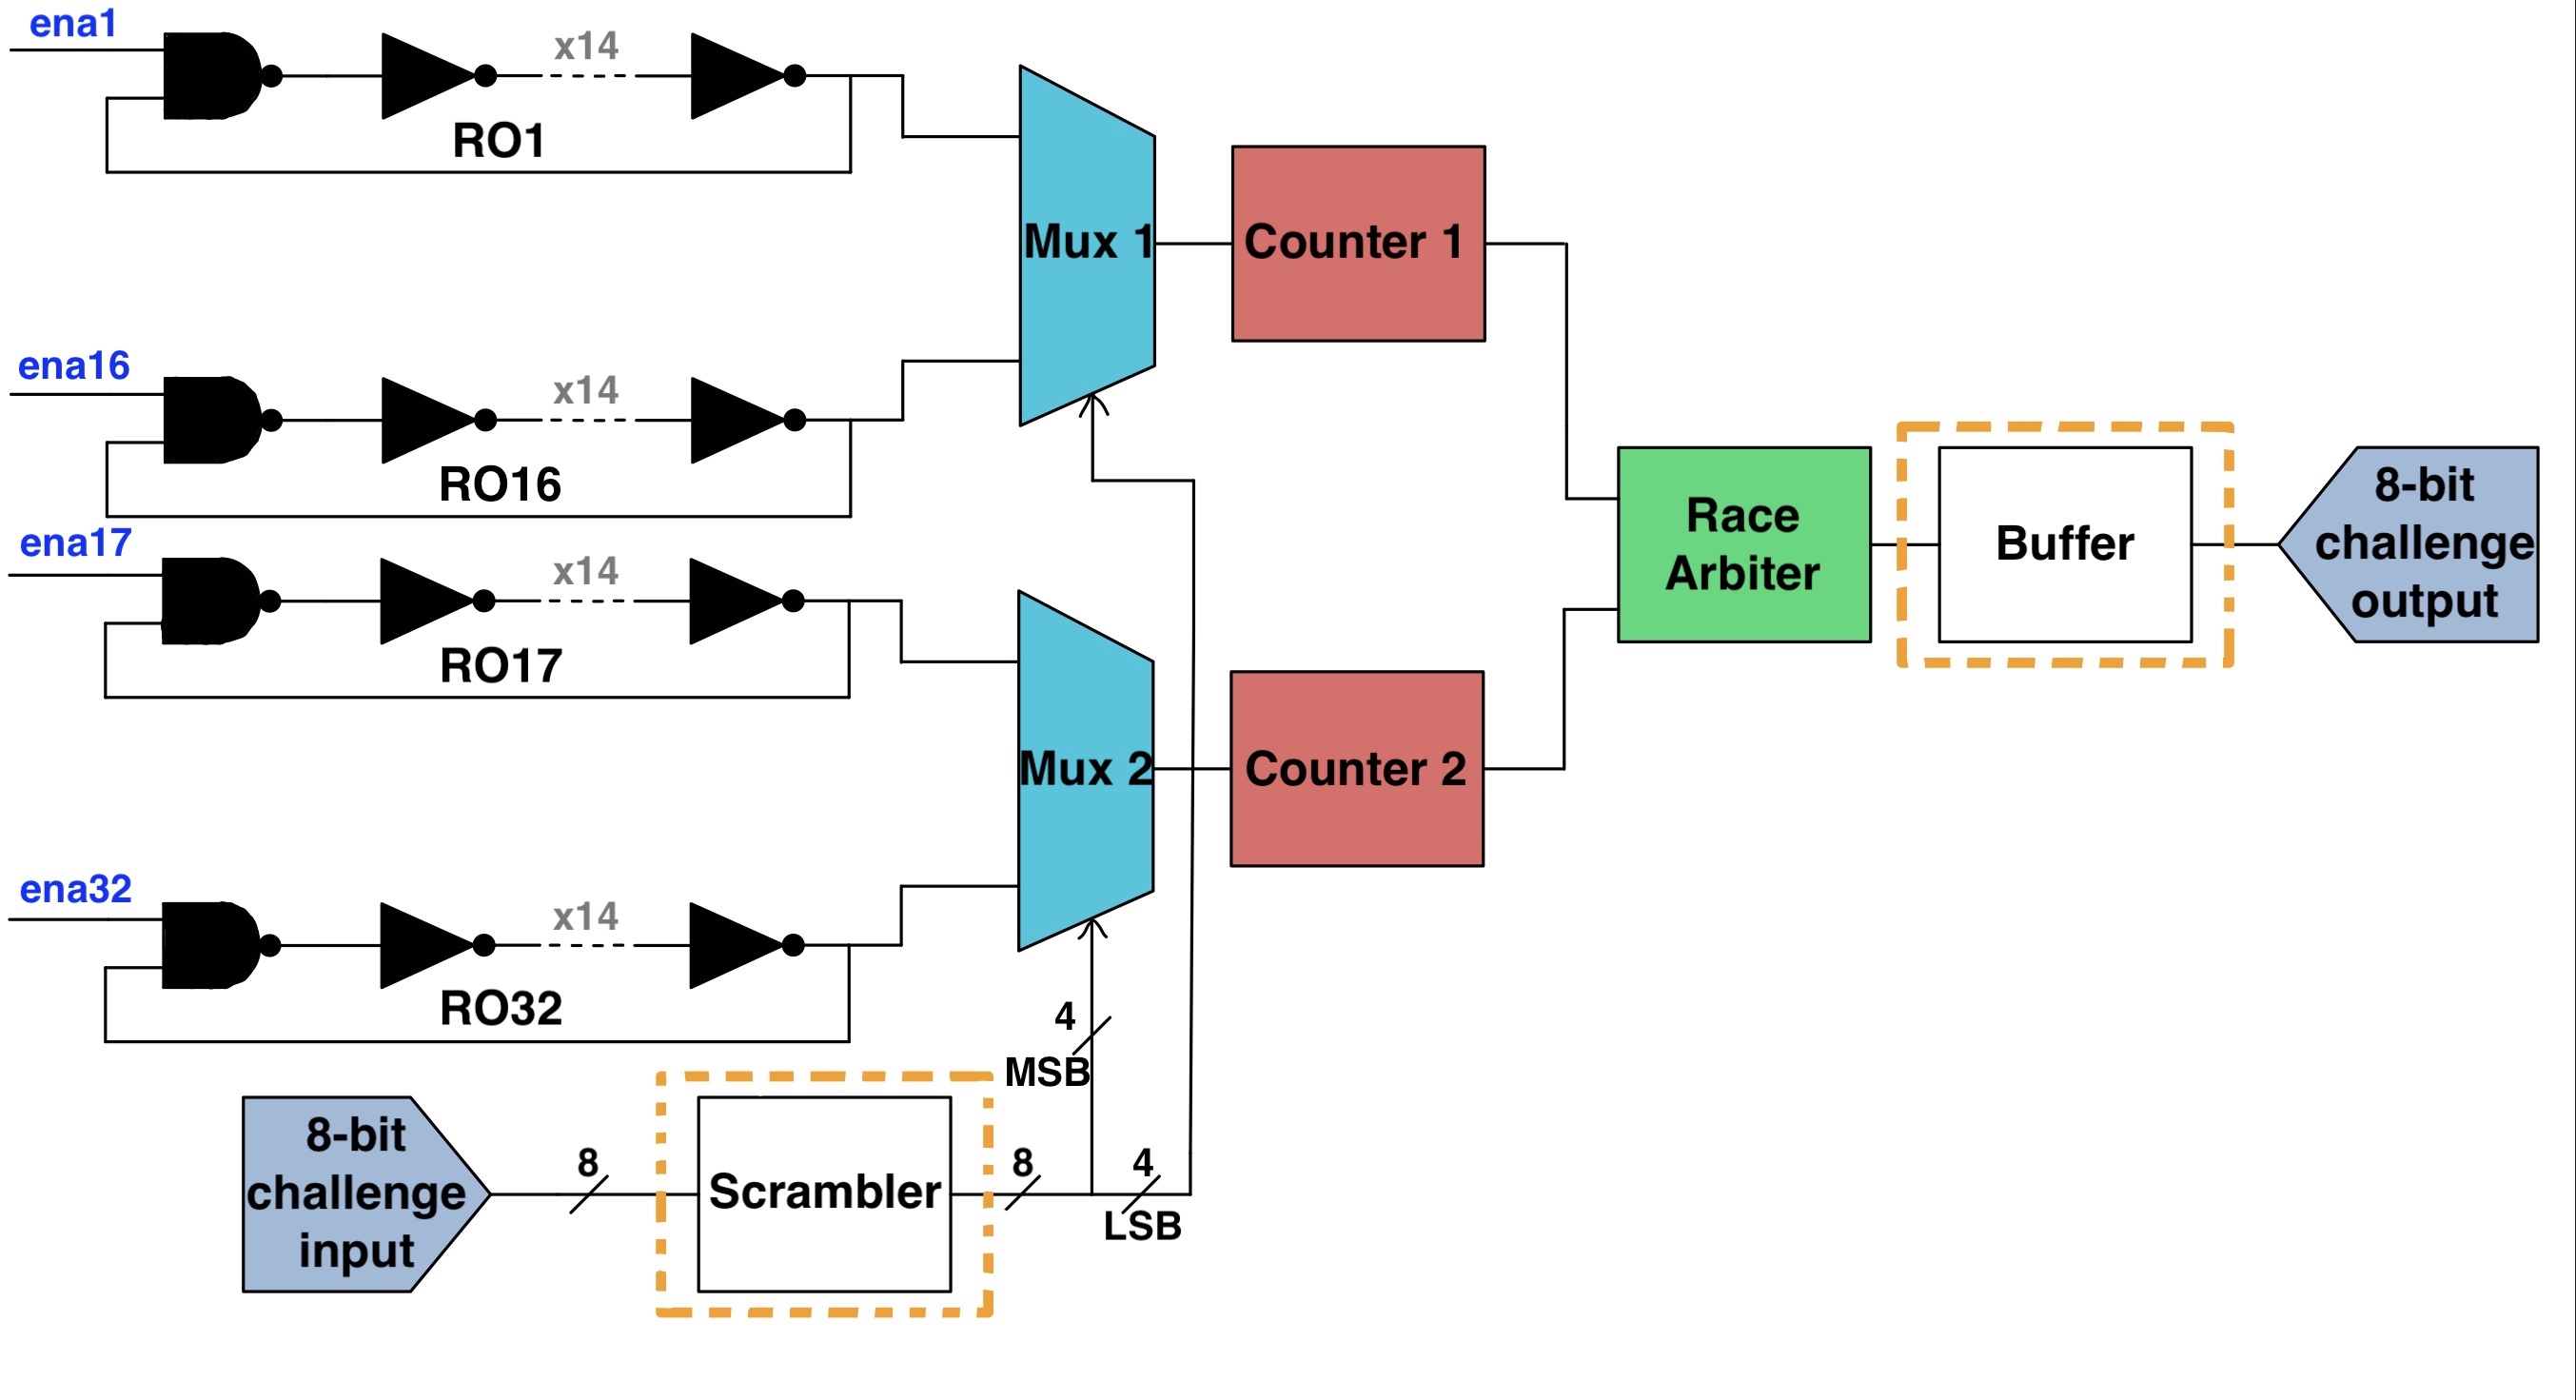 ena1
x14
RO1
Mux 1
Counter 1
ena16
x14
RO16
ena17
x14
RO17
Race
Arbiter
Buffer
8-bit
challenge
output
Mux 2
Counter 2
ena32
x14
RO32
4
MSB
8-bit
challenge
input
8
Scrambler
8
4
LSB